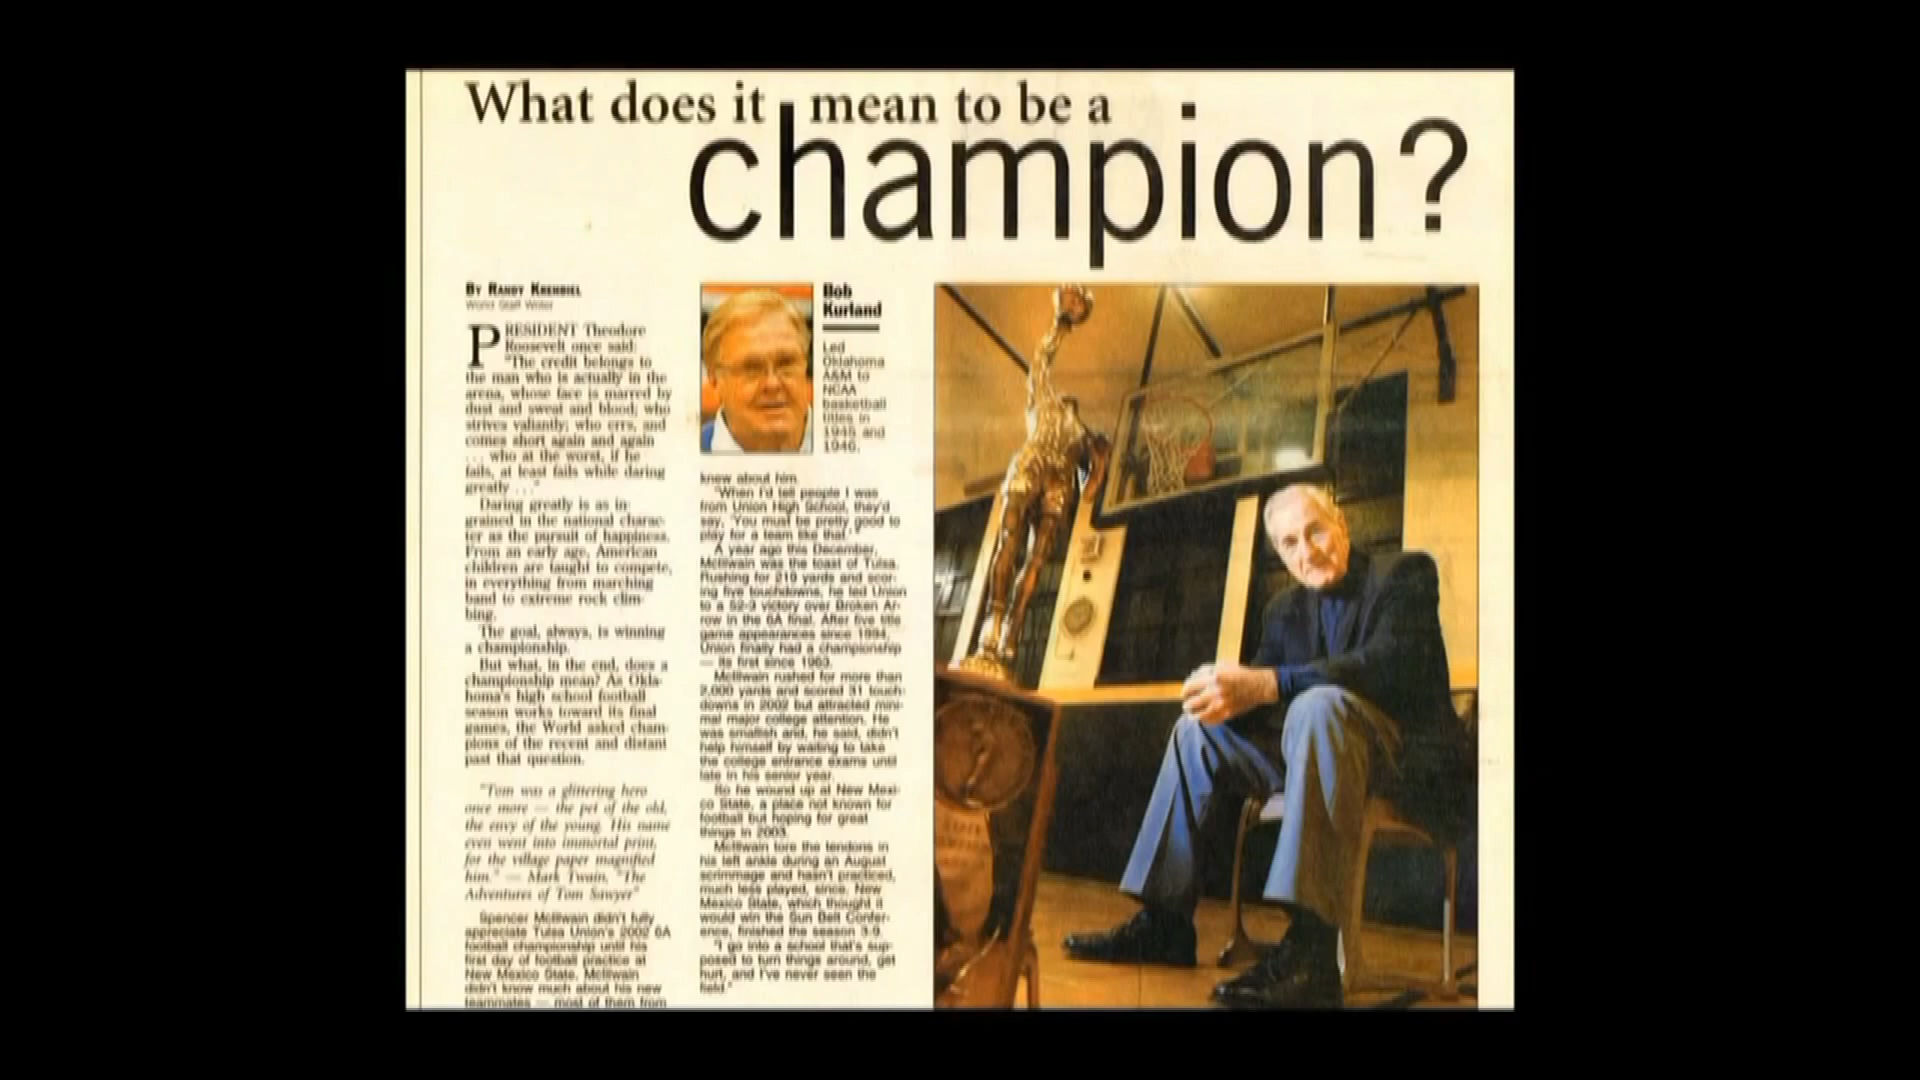 What does it mean to be a
champion?
BY RANDY KREHBIEL
World Staff Writer
PRESIDENT Theodore
Roosevelt once said:
"The credit belongs to
the man who is actually in the
arena, whose face is marred by
dust and sweat and blood; who
strives valiantly; who errs, and
comes short again and again
. . . who at the worst, if he
fails, at least fails while daring
greatly . . ."
Daring greatly is as in-
grained in the national charac-
ter as the pursuit of happiness.
From an early age, American
children are taught to compete,
in everything from marching
band to extreme rock clim-
bing.
The goal, always, is winning
a championship.
But what, in the end, does a
championship mean? As Okla-
homa's high school football
season works toward its final
games, the World asked cham-
pions of the recent and distant
past that question.
"Tom was a glittering hero
once more — the pet of the old,
the envy of the young. His name
even went into immortal print,
for the village paper magnified
him." — Mark Twain, "The
Adventures of Tom Sawyer"
Spencer McIlwain didn't fully
appreciate Tulsa Union's 2002 6A
football championship until his
first day of football practice at
New Mexico State. McIlwain
didn't know much about his new
teammates — most of them from
Bob
Kurland
Led
Oklahoma
A&M to
NCAA
basketball
titles in
1945 and
1946.
knew about him.
"When I'd tell people I was
from Union High School, they'd
say, 'You must be pretty good to
play for a team like that.' "
A year ago this December,
McIlwain was the toast of Tulsa.
Rushing for 219 yards and scor-
ing five touchdowns, he led Union
to a 52-3 victory over Broken Ar-
row in the 6A final. After five title
game appearances since 1994,
Union finally had a championship
— its first since 1963.
McIlwain rushed for more than
2,000 yards and scored 31 touch-
downs in 2002 but attracted mini-
mal major college attention. He
was smallish and, he said, didn't
help himself by waiting to take
the college entrance exams until
late in his senior year.
So he wound up at New Mexi-
co State, a place not known for
football but hoping for great
things in 2003.
McIlwain tore the tendons in
his left ankle during an August
scrimmage and hasn't practiced,
much less played, since. New
Mexico State, which thought it
would win the Sun Belt Confer-
ence, finished the season 3-9.
"I go into a school that's sup-
posed to turn things around, get
hurt, and I've never seen the
field."